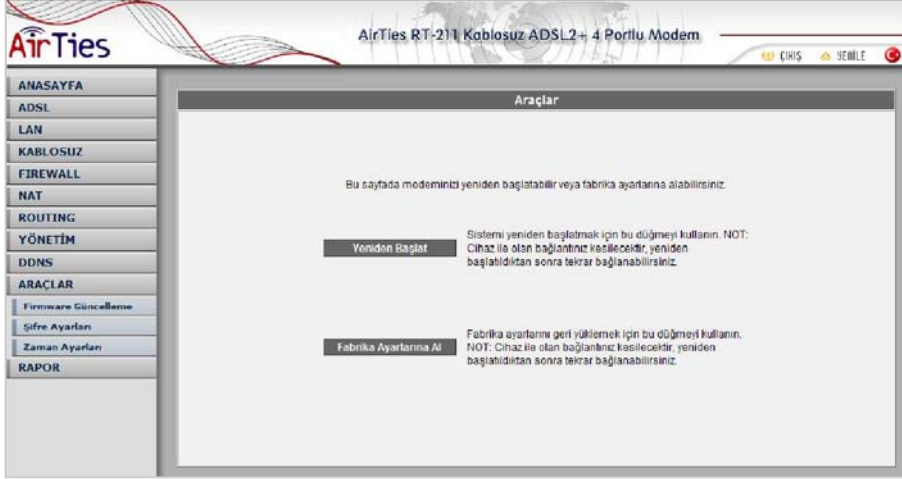 AirTies
AirTies RT-211 Kablosuz ADSL2+ 4 Portlu Modem
ÇIKIŞ
YENİLE
ANASAYFA
ADSL
LAN
KABLOSUZ
FIREWALL
NAT
ROUTING
YÖNETİM
DDNS
ARAÇLAR
Firmware Güncelleme
Şifre Ayarları
Zaman Ayarları
RAPOR
Araçlar
Bu sayfada modeminizi yeniden başlatabilir veya fabrika ayarlarına alabilirsiniz.
Yeniden Başlat
Sistemi yeniden başlatmak için bu düğmeyi kullanın. NOT:
Cihaz ile olan bağlantınız kesilecektir, yeniden
başlatıldıktan sonra tekrar bağlanabilirsiniz.
Fabrika Ayarlarına Al
Fabrika ayarlarını geri yüklemek için bu düğmeyi kullanın.
NOT: Cihaz ile olan bağlantınız kesilecektir, yeniden
başlatıldıktan sonra tekrar bağlanabilirsiniz.